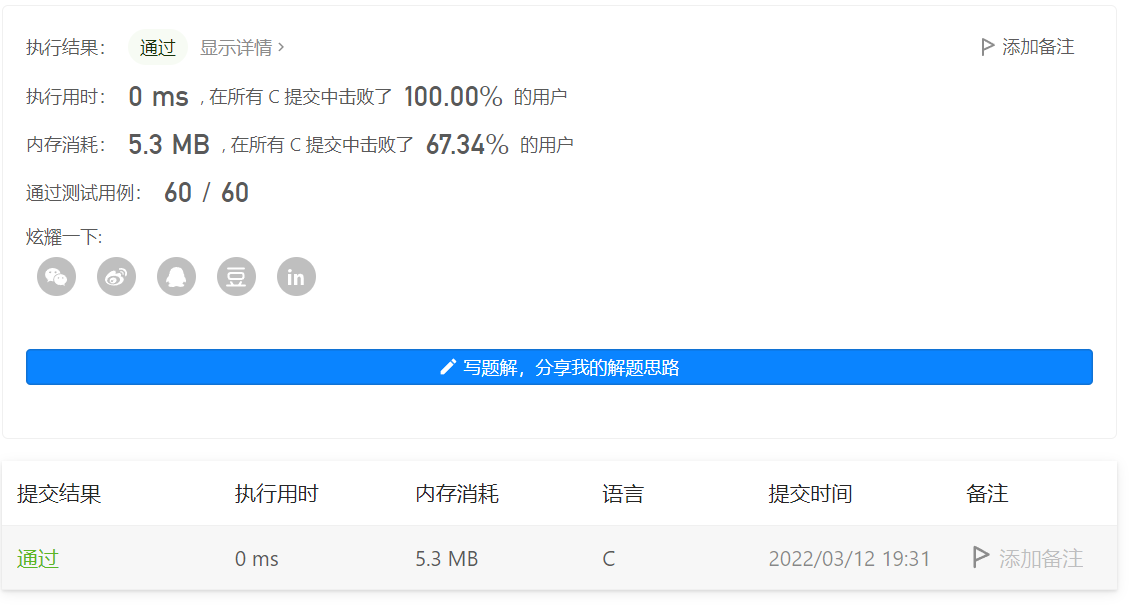 执行结果： 通过 显示详情 › 添加备注
执行用时： 0 ms , 在所有 C 提交中击败了 100.00% 的用户
内存消耗： 5.3 MB , 在所有 C 提交中击败了 67.34% 的用户
通过测试用例： 60 / 60
炫耀一下:
豆 in
写题解，分享我的解题思路
提交结果 执行用时 内存消耗 语言 提交时间 备注
通过 0 ms 5.3 MB C 2022/03/12 19:31 添加备注